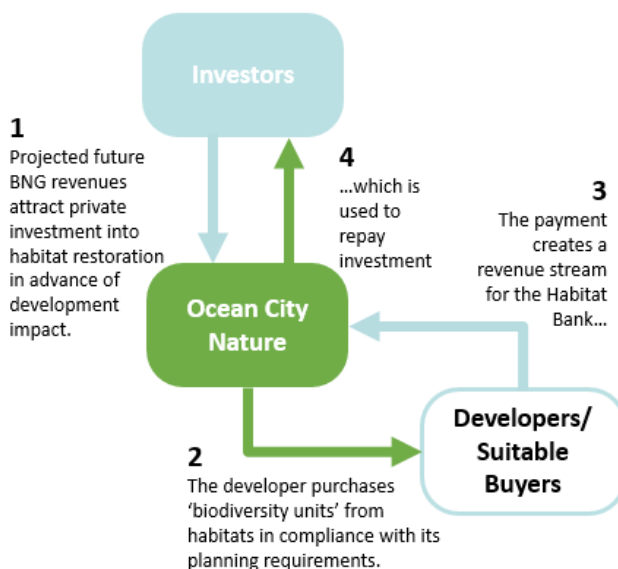 Investors
1
Projected future
BNG revenues
attract private
investment into
habitat restoration
in advance of
development
impact.
4
...which is
used to
repay
investment
3
The payment
creates a
revenue stream
for the Habitat
Bank...
Ocean City
Nature
Developers/
Suitable
Buyers
2
The developer purchases
‘biodiversity units’ from
habitats in compliance with its
planning requirements.